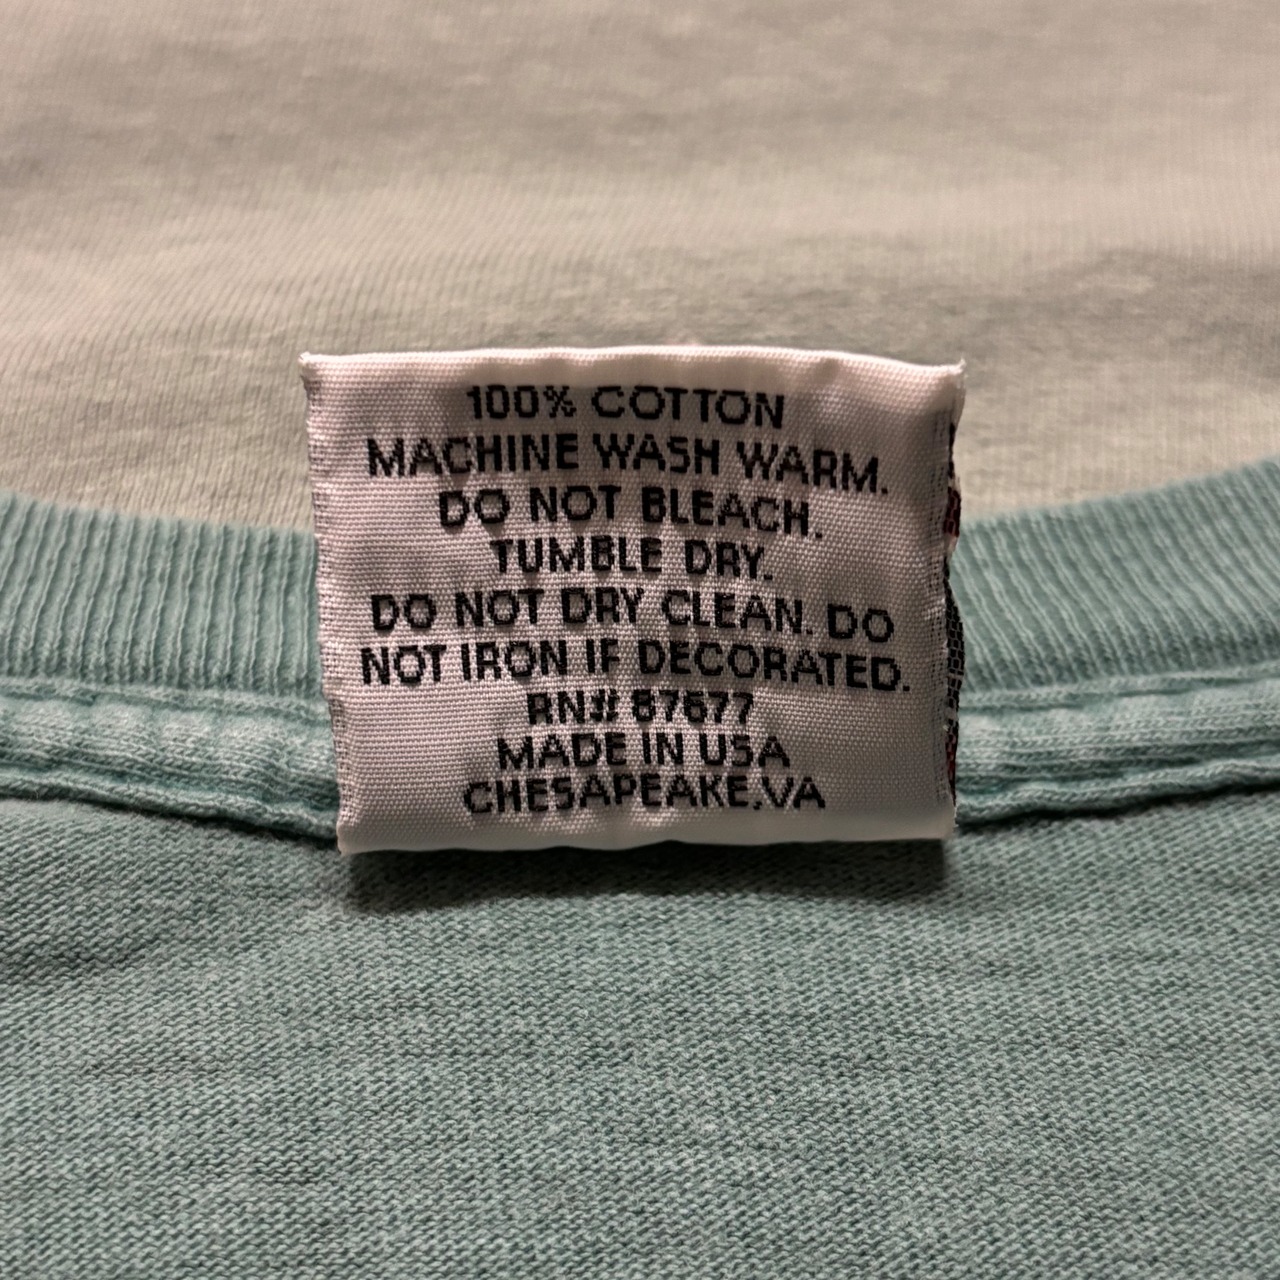 100% COTTON
MACHINE WASH WARM.
DO NOT BLEACH.
TUMBLE DRY.
DO NOT DRY CLEAN. DO
NOT IRON IF DECORATED.
RN# 67677
MADE IN USA
CHESAPEAKE,VA